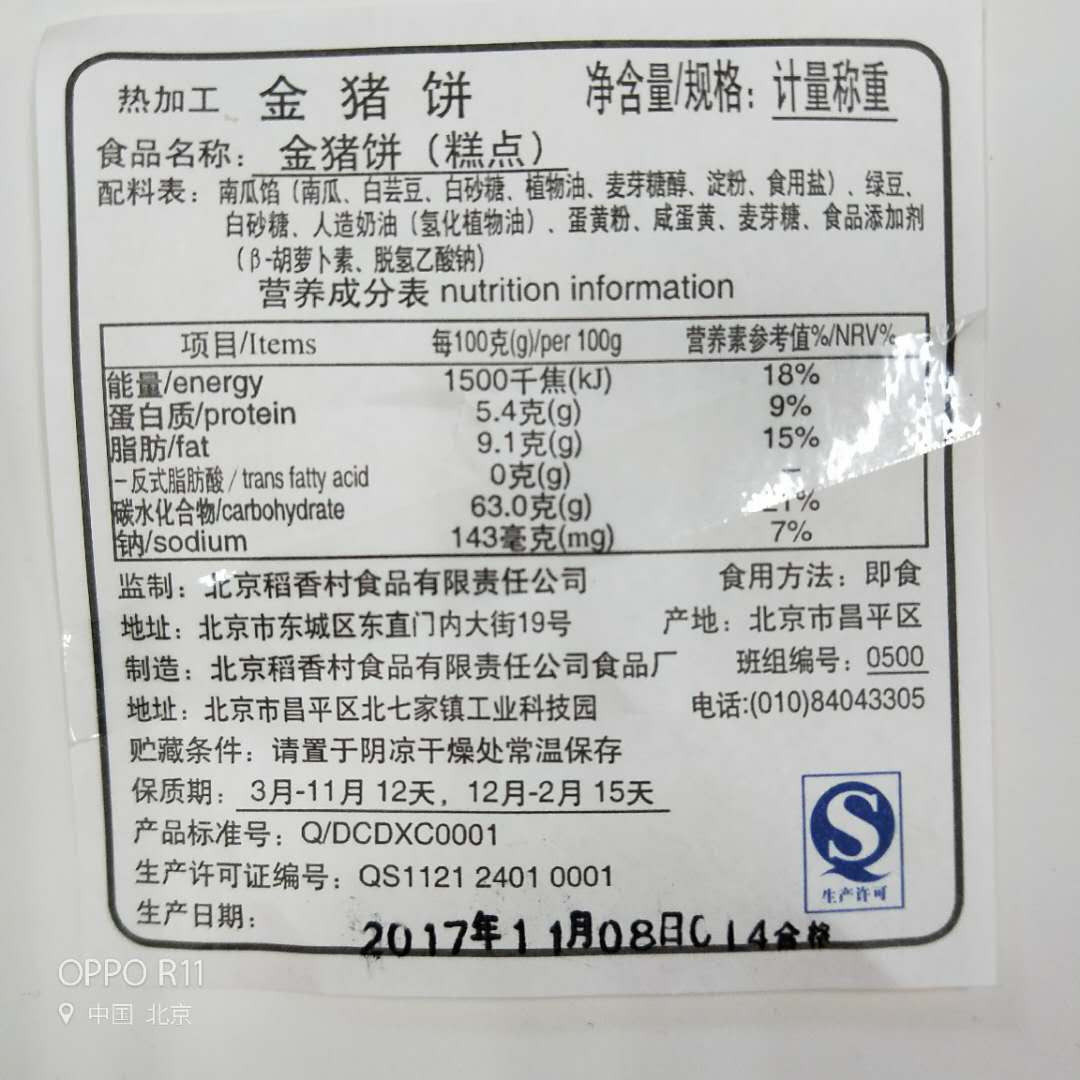 热加工 金猪饼 净含量/规格：计量称重
食品名称： 金猪饼（糕点）
配料表：南瓜馅（南瓜、白芸豆、白砂糖、植物油、麦芽糖醇、淀粉、食用盐）、绿豆、
白砂糖、人造奶油（氢化植物油）、蛋黄粉、咸蛋黄、麦芽糖、食品添加剂
（β-胡萝卜素、脱氢乙酸钠）
营养成分表 nutrition information
项目/Items 每100克(g)/per 100g 营养素参考值%/NRV%
能量/energy 1500千焦(kJ) 18%
蛋白质/protein 5.4克(g) 9%
脂肪/fat 9.1克(g) 15%
-反式脂肪酸/trans fatty acid 0克(g) -
碳水化合物/carbohydrate 63.0克(g)
钠/sodium 143毫克(mg) 7%
监制：北京稻香村食品有限责任公司 食用方法：即食
地址：北京市东城区东直门内大街19号 产地：北京市昌平区
制造：北京稻香村食品有限责任公司食品厂 班组编号：0500
地址：北京市昌平区北七家镇工业科技园 电话:(010)84043305
贮藏条件：请置于阴凉干燥处常温保存
保质期：3月-11月 12天，12月-2月 15天
产品标准号：Q/DCDXC0001
生产许可证编号：QS1121 2401 0001
生产许可
生产日期：
2017年11月08日C 14合格
OPPO R11
中国 北京